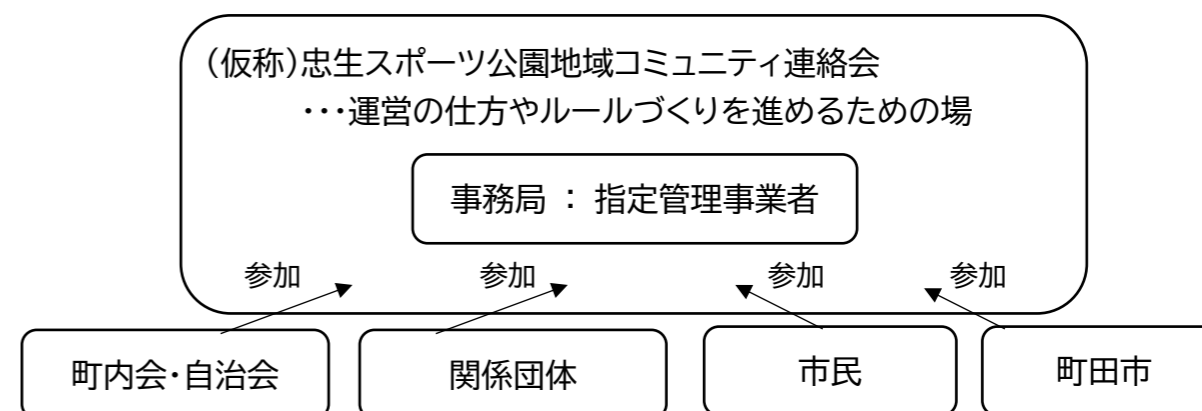 (仮称)忠生スポーツ公園地域コミュニティ連絡会
・・・運営の仕方やルールづくりを進めるための場
事務局 : 指定管理事業者
参加
参加
参加
参加
町内会・自治会
関係団体
市民
町田市